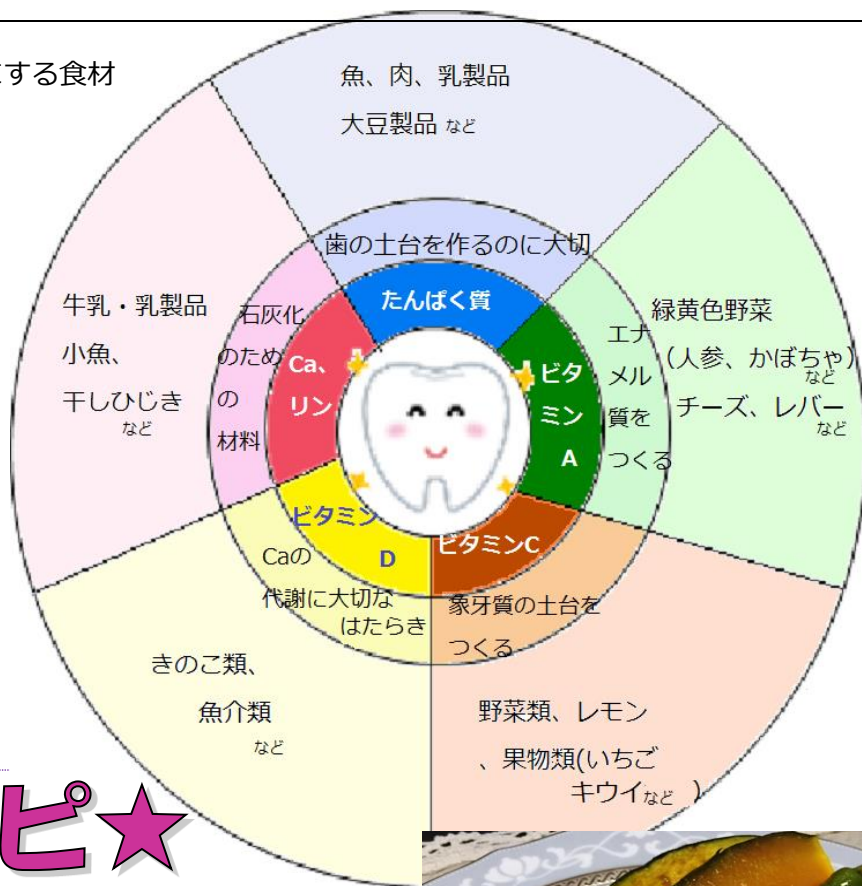 する食材
魚、肉、乳製品
大豆製品 など
歯の土台を作るのに大切
たんぱく質
緑黄色野菜
(人参、かぼちゃ)
など
チーズ、レバー
など
エナ
メル
質を
つくる
ビタ
ミン
A
牛乳・乳製品
小魚、
干しひじき
など
石灰化
のため
の
材料
Ca、
リン
ビタミン
D
Caの
代謝に大切な
はたらき
きのこ類、
魚介類
など
ビタミンC
象牙質の土台を
つくる
野菜類、レモン
、果物類(いちご
キウイなど )
ピ★